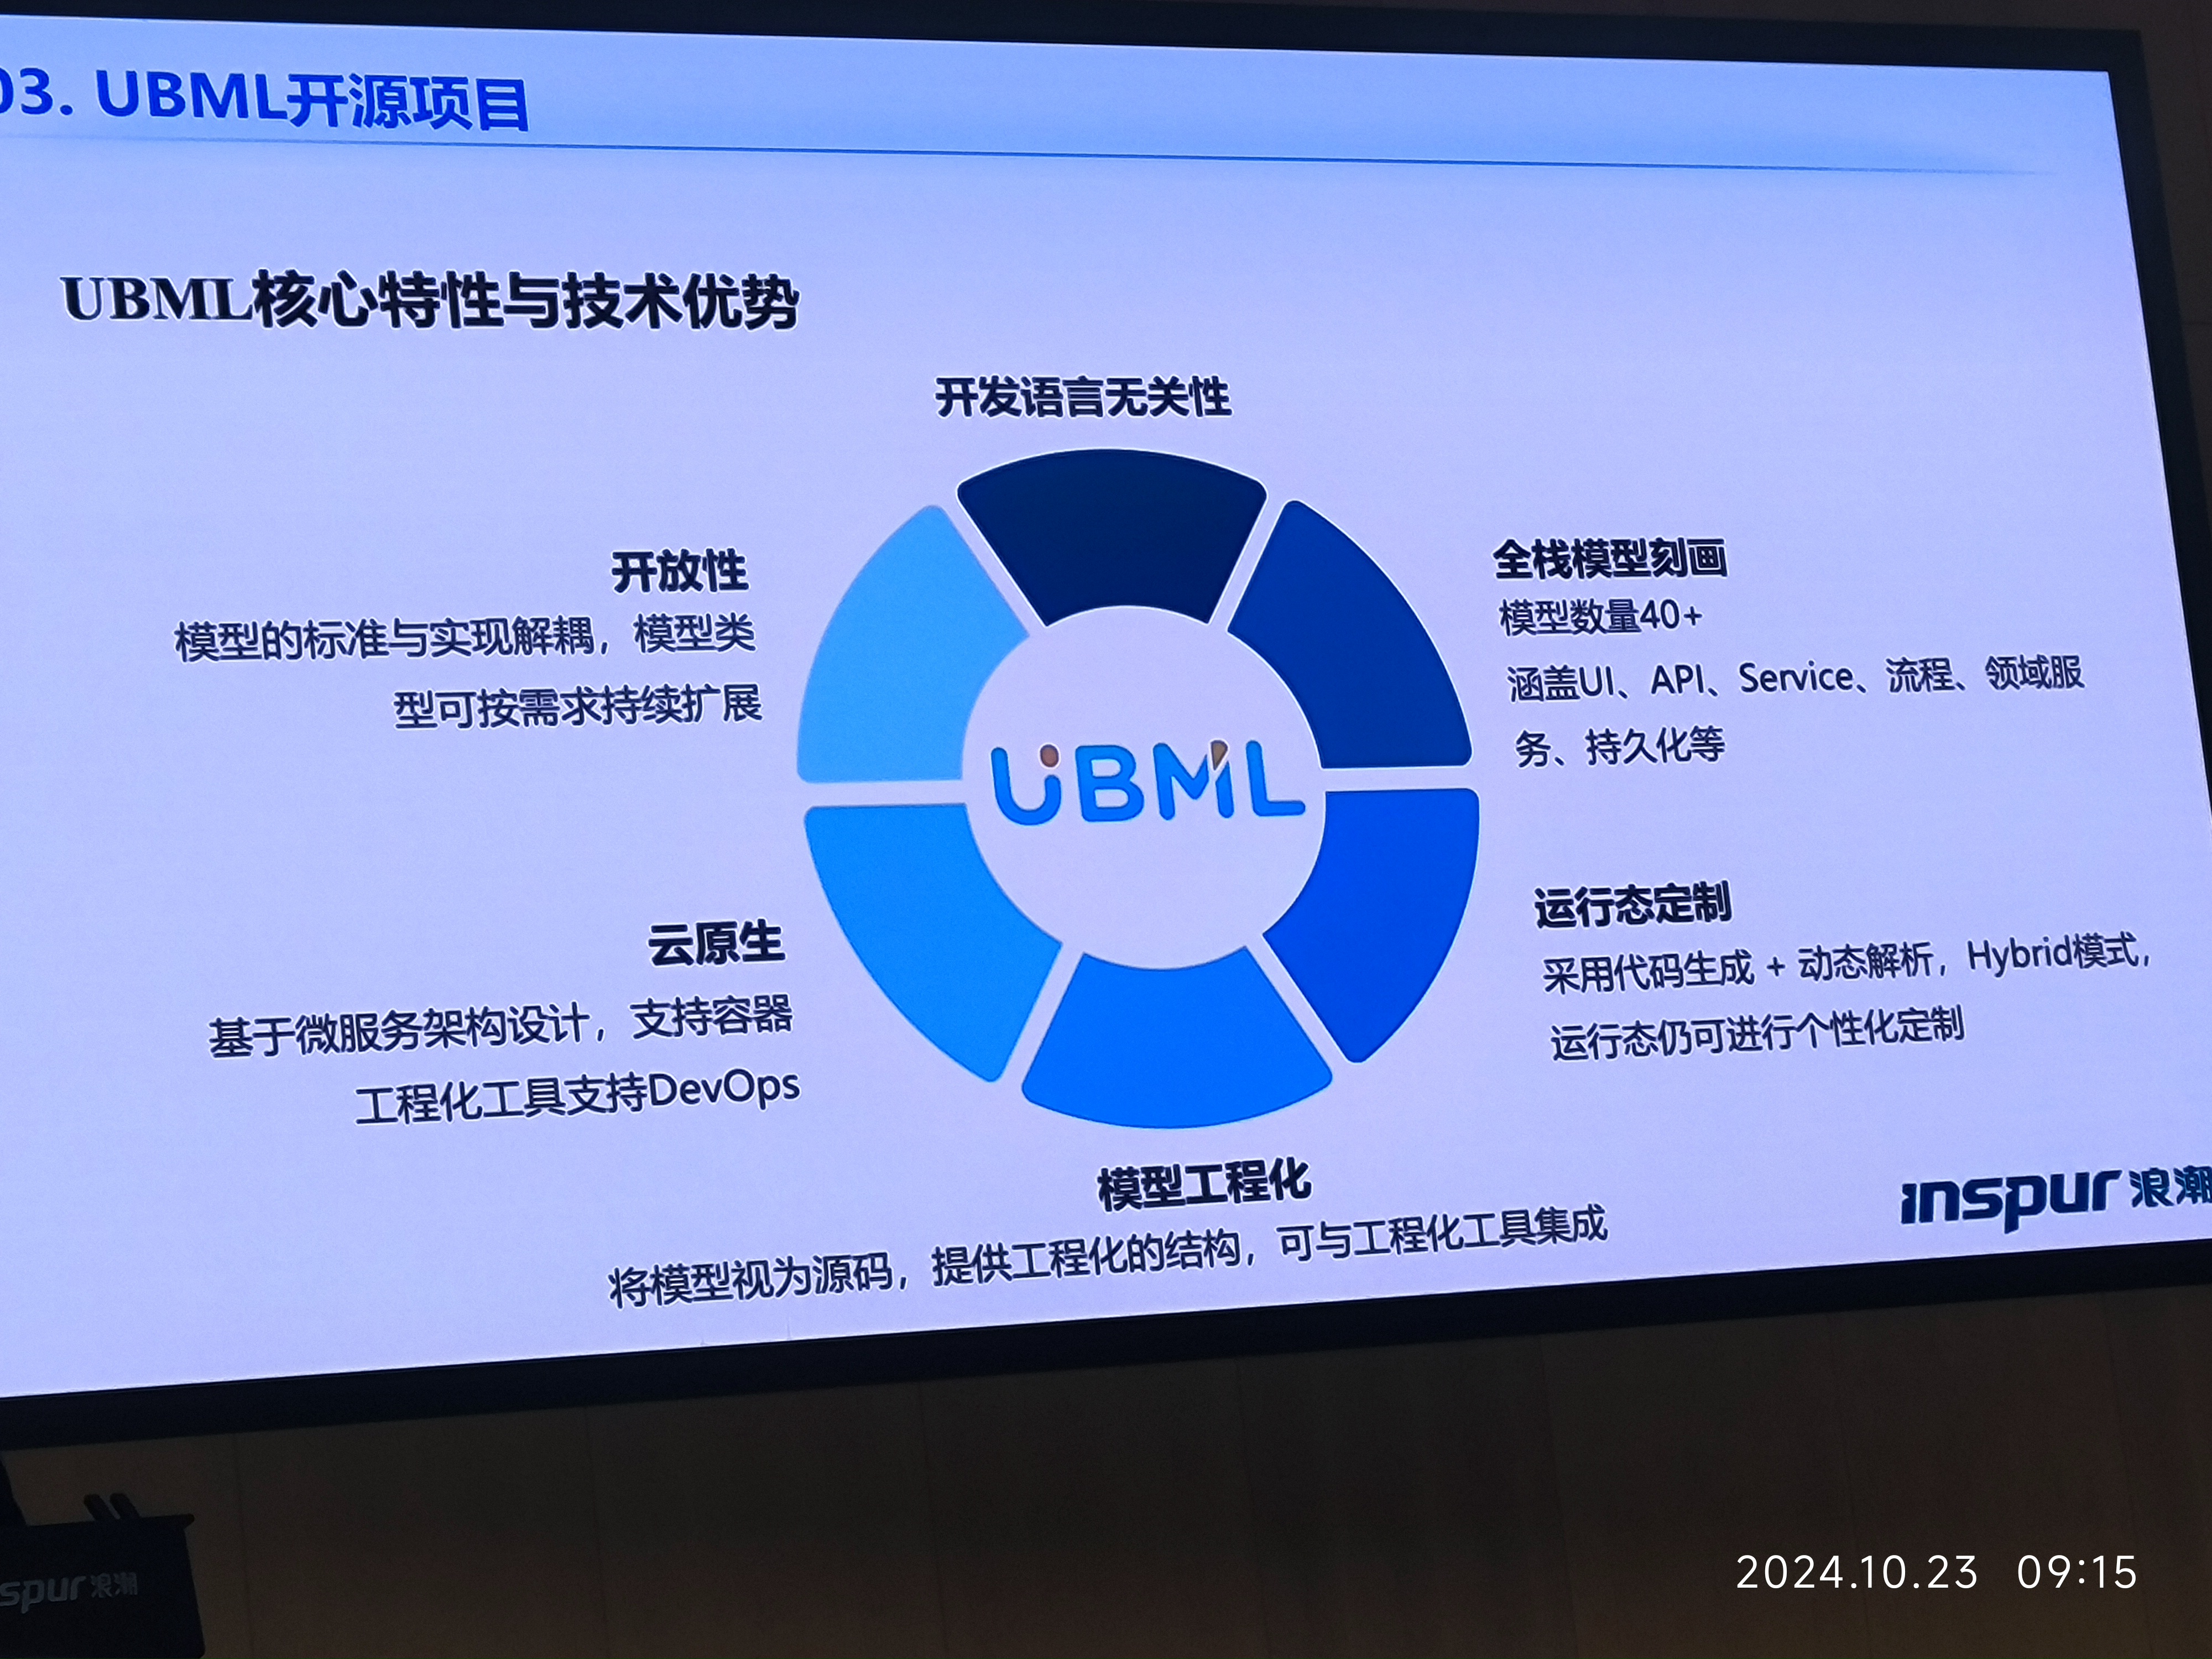 03. UBML开源项目
UBML核心特性与技术优势
开发语言无关性
开放性
模型的标准与实现解耦，模型类
型可按需求持续扩展
全栈模型刻画
模型数量40+
涵盖UI、API、Service、流程、领域服
务、持久化等
UBML
云原生
基于微服务架构设计，支持容器
工程化工具支持DevOps
运行态定制
采用代码生成 + 动态解析，Hybrid模式，
运行态仍可进行个性化定制
模型工程化
将模型视为源码，提供工程化的结构，可与工程化工具集成
inspur 浪潮
spur 浪潮
2024.10.23 09:15